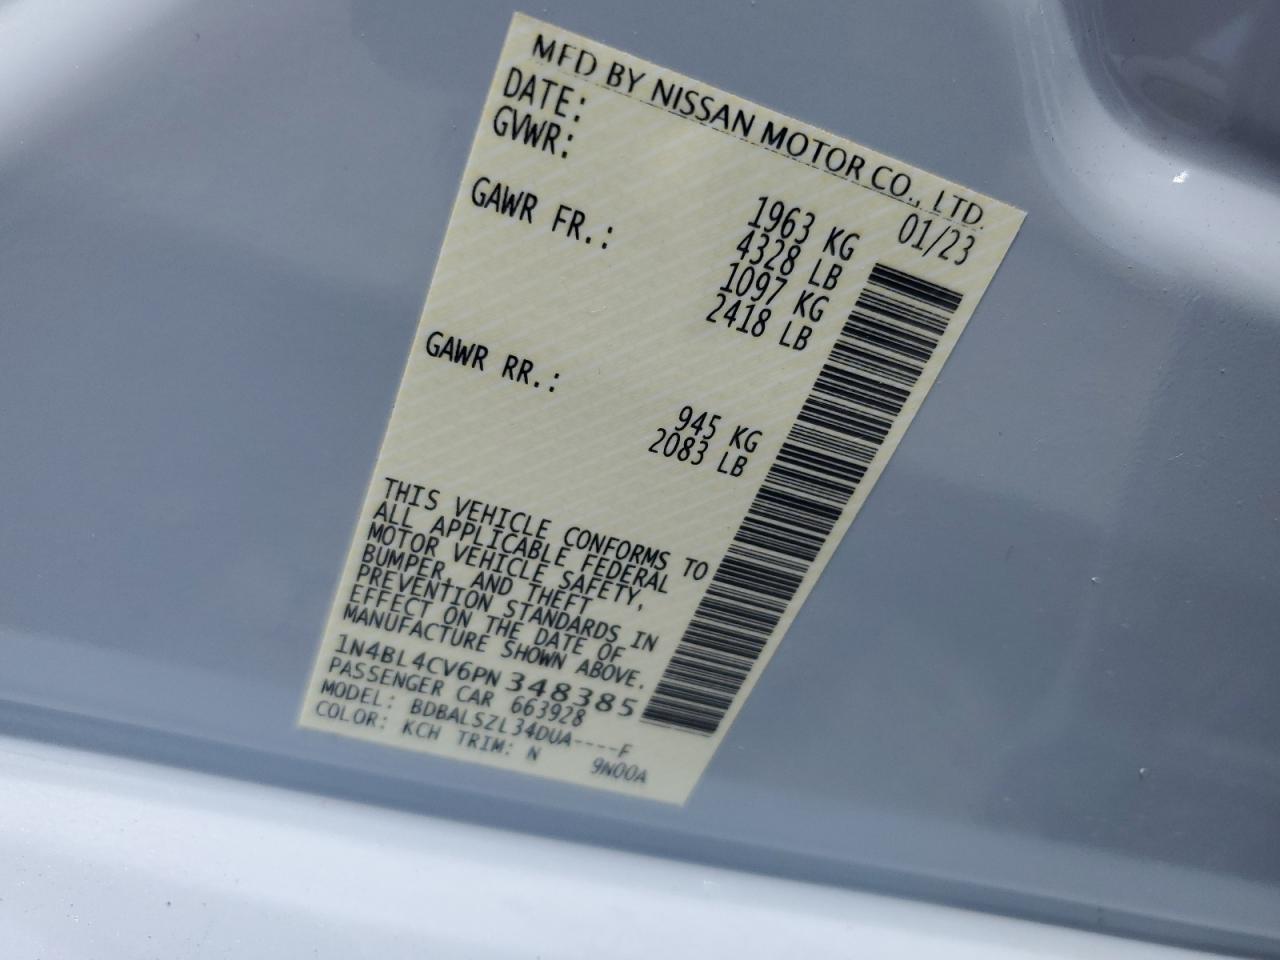 MFD BY NISSAN MOTOR CO., LTD.
DATE: 01/23
GVWR: 1963 KG
4328 LB
GAWR FR.: 1097 KG
2418 LB
GAWR RR.: 945 KG
2083 LB
THIS VEHICLE CONFORMS TO
ALL APPLICABLE FEDERAL
MOTOR VEHICLE SAFETY,
BUMPER, AND THEFT
PREVENTION STANDARDS IN
EFFECT ON THE DATE OF
MANUFACTURE SHOWN ABOVE.
1N4BL4CV6PN348385
PASSENGER CAR 663928
MODEL: BDBALSZL34DUA----F
COLOR: KCH TRIM: N 9N00A